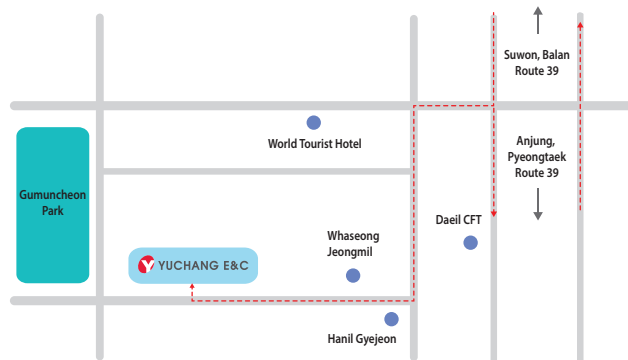 Suwon, Balan
Route 39
World Tourist Hotel
Anjung,
Pyeongtaek
Route 39
Gumuncheon
Park
Daeil CFT
Whaseong
Jeongmil
YUCHANG E&C
Hanil Gyejeon